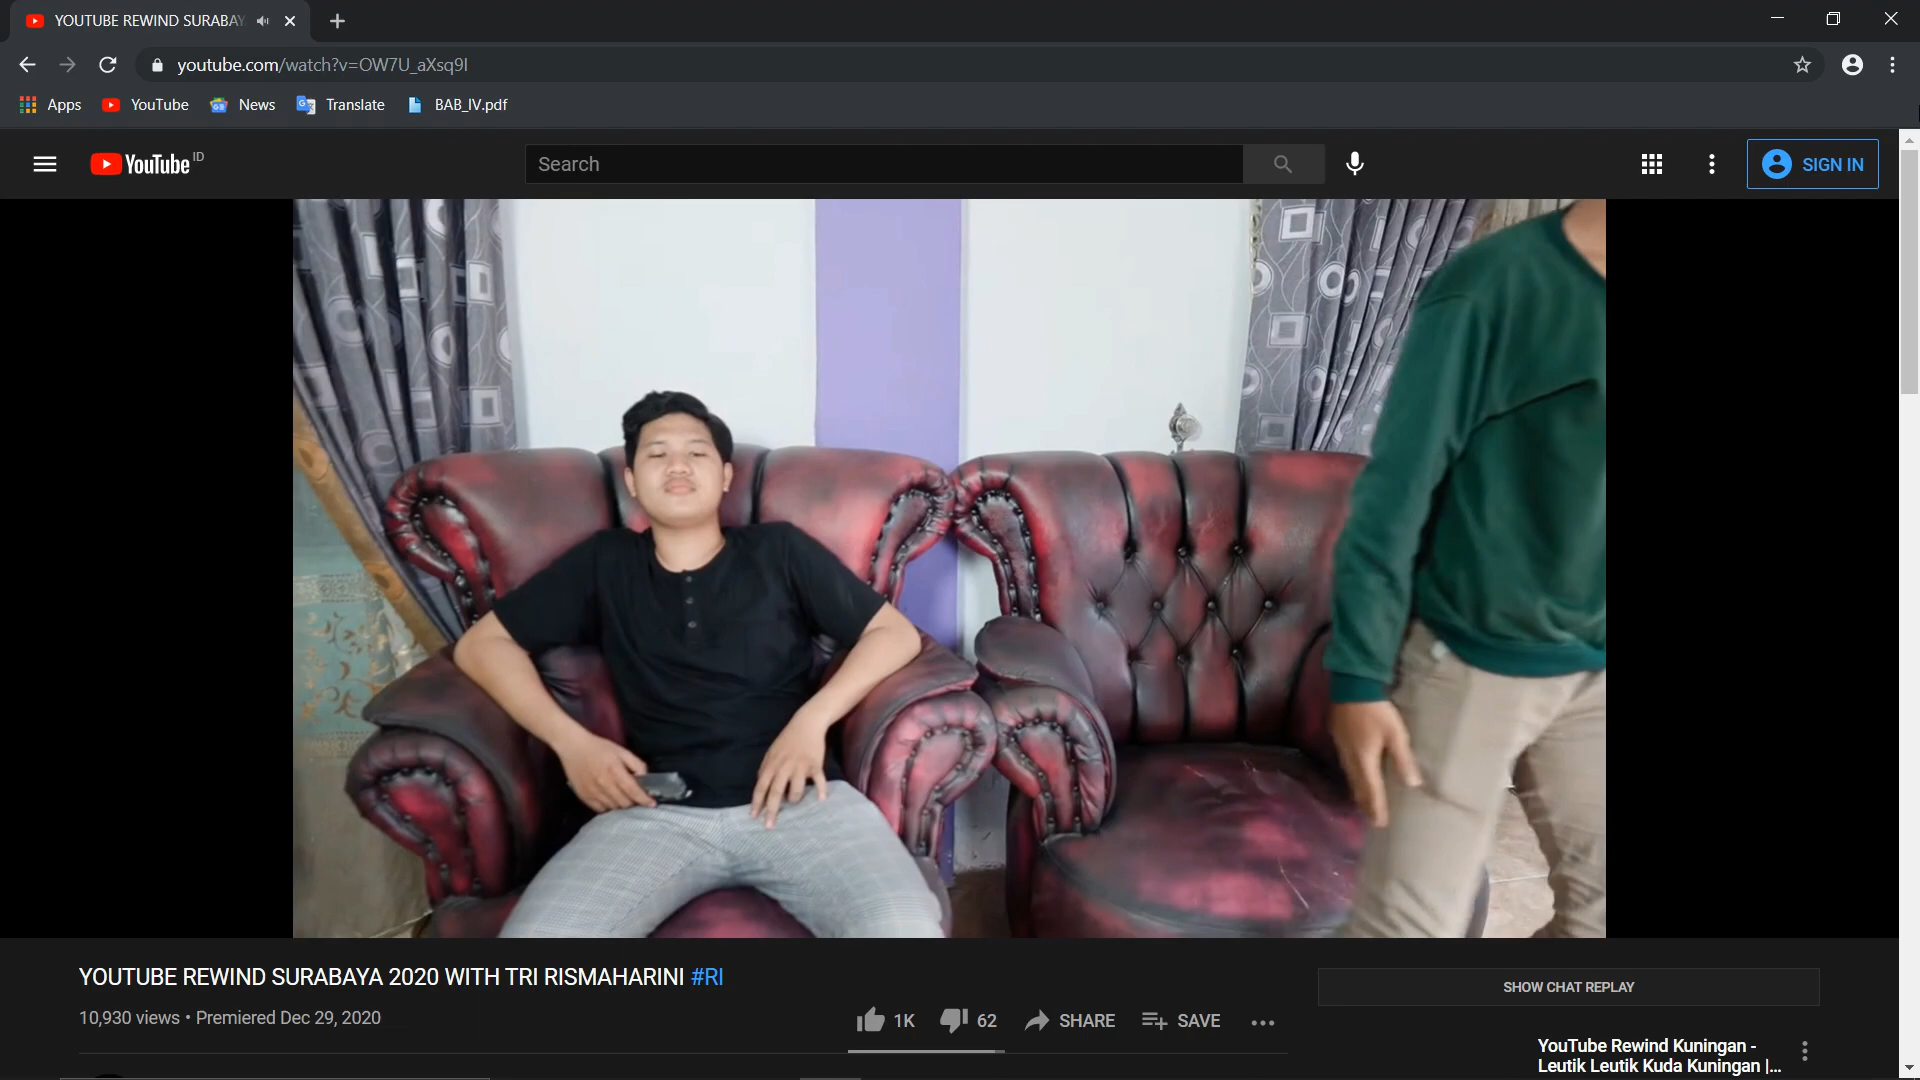 YOUTUBE REWIND SURABAY
youtube.com/watch?v=OW7U_aXsq9I
Apps YouTube News Translate BAB_IV.pdf
YouTube ID Search SIGN IN
YOUTUBE REWIND SURABAYA 2020 WITH TRI RISMAHARINI #RI
10,930 views • Premiered Dec 29, 2020
1K 62 SHARE SAVE
SHOW CHAT REPLAY
YouTube Rewind Kuningan -
Leutik Leutik Kuda Kuningan |...